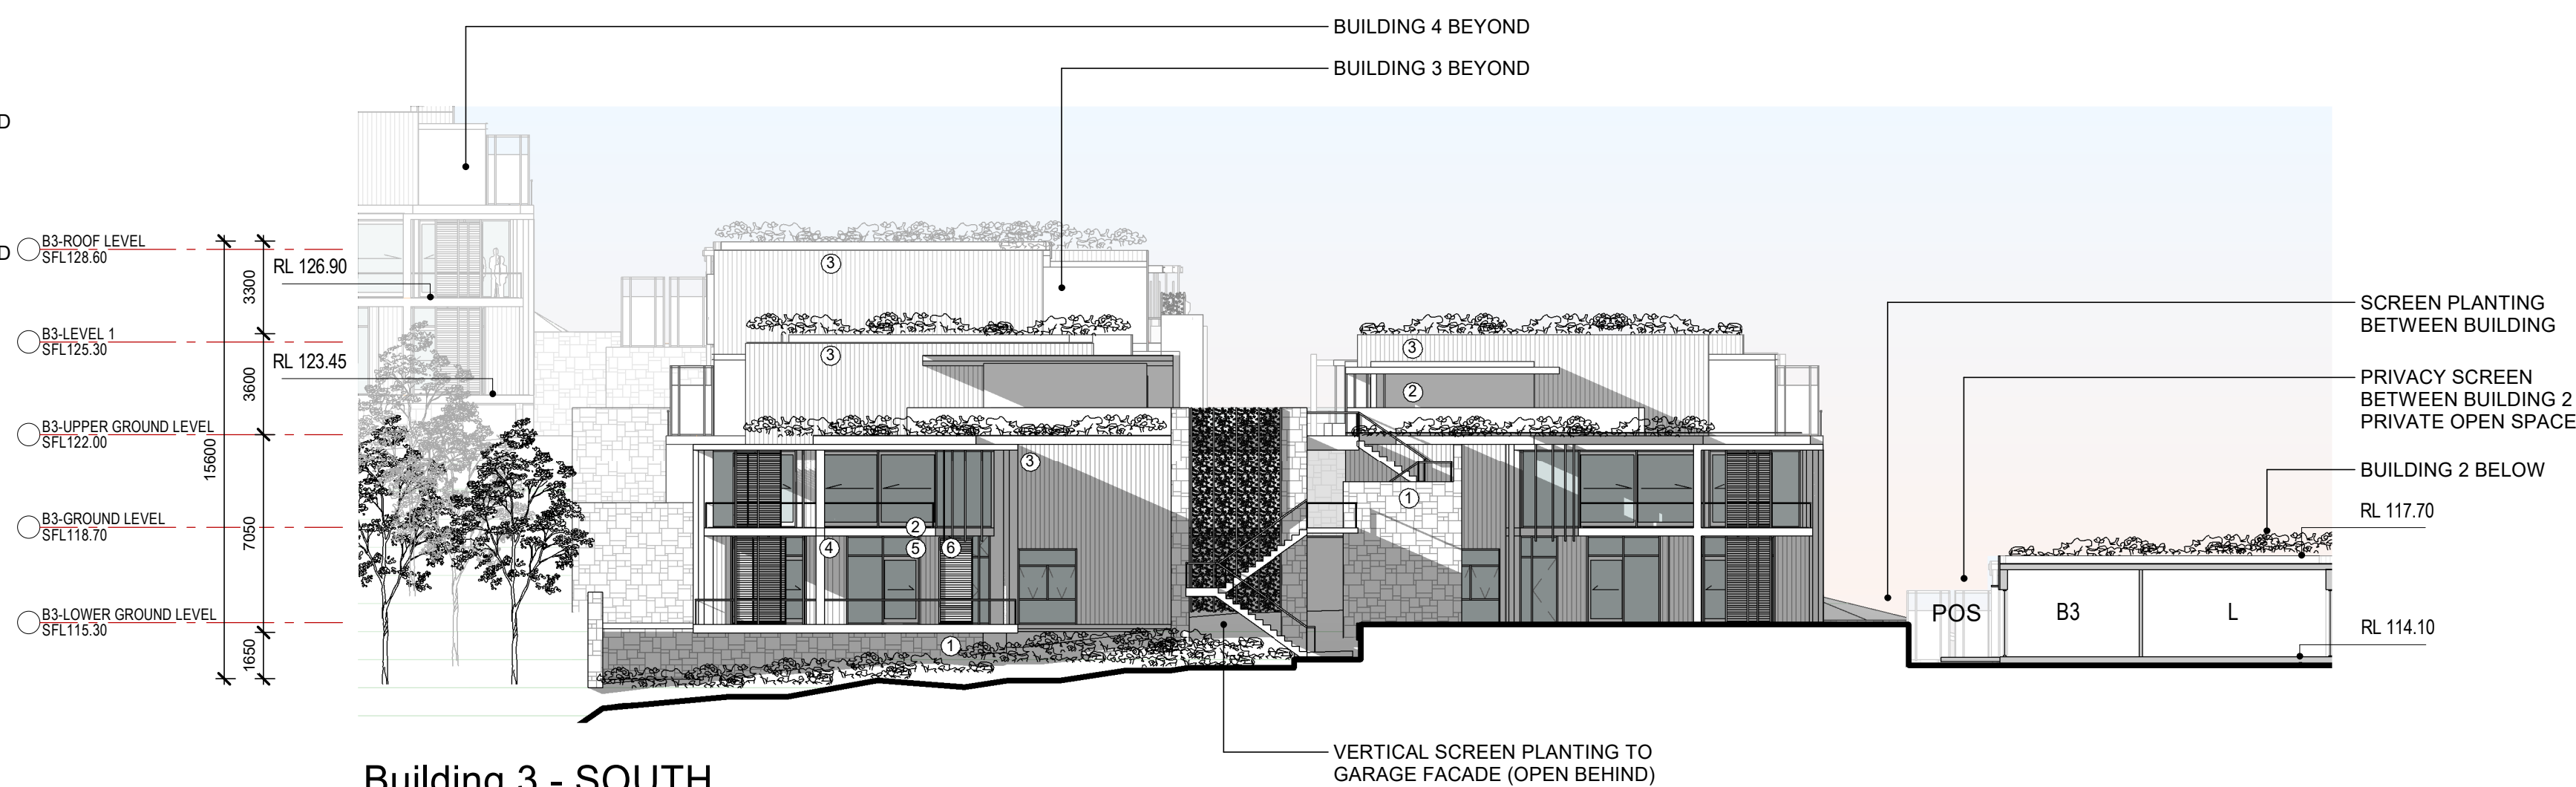 BUILDING 4 BEYOND
BUILDING 3 BEYOND
D
D
B3-ROOF LEVEL
SFL128.60
RL 126.90
3300
B3-LEVEL 1
SFL125.30
RL 123.45
3600
B3-UPPER GROUND LEVEL
SFL122.00
15600
B3-GROUND LEVEL
SFL118.70
7050
B3-LOWER GROUND LEVEL
SFL115.30
1650
3
3
3
2
3
1
2
4
5
6
1
SCREEN PLANTING
BETWEEN BUILDING
PRIVACY SCREEN
BETWEEN BUILDING 2
PRIVATE OPEN SPACE
BUILDING 2 BELOW
RL 117.70
POS
B3
L
RL 114.10
VERTICAL SCREEN PLANTING TO
GARAGE FACADE (OPEN BEHIND)
Building 3 - SOUTH